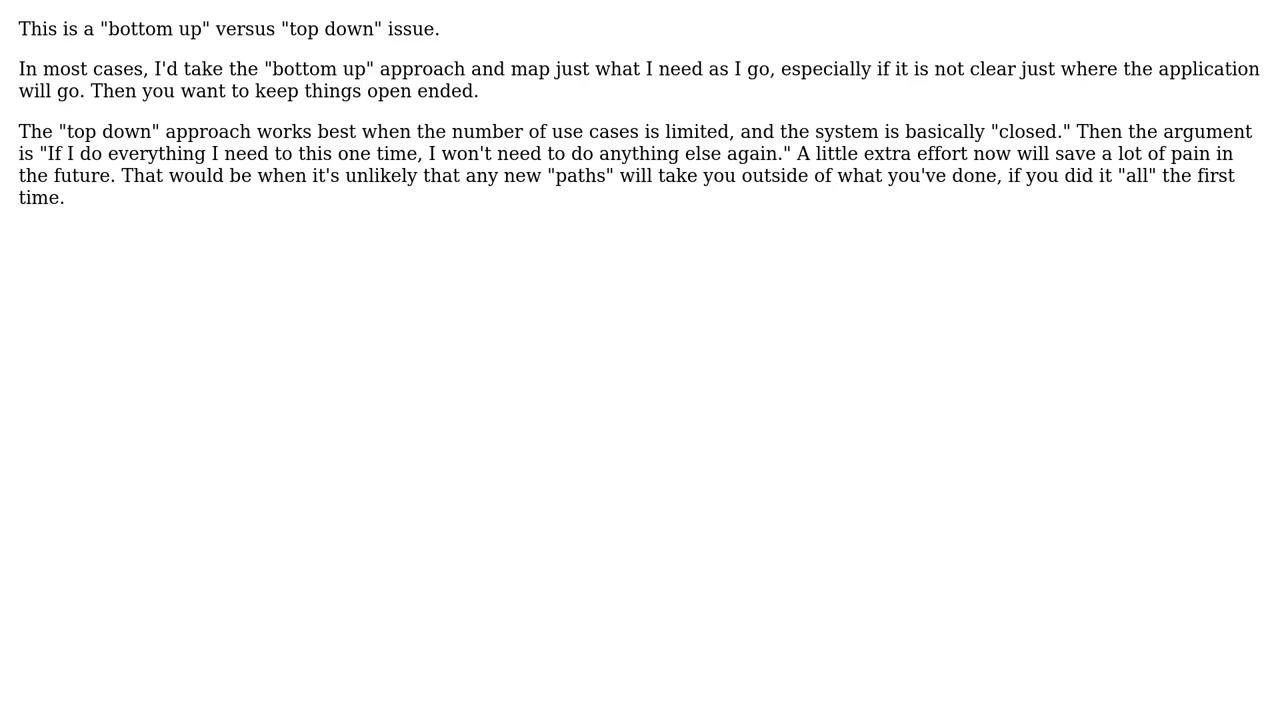 This is a "bottom up" versus "top down" issue.
In most cases, I'd take the "bottom up" approach and map just what I need as I go, especially if it is not clear just where the application
will go. Then you want to keep things open ended.
The "top down" approach works best when the number of use cases is limited, and the system is basically "closed." Then the argument
is "If I do everything I need to this one time, I won't need to do anything else again." A little extra effort now will save a lot of pain in
the future. That would be when it's unlikely that any new "paths" will take you outside of what you've done, if you did it "all" the first
time.